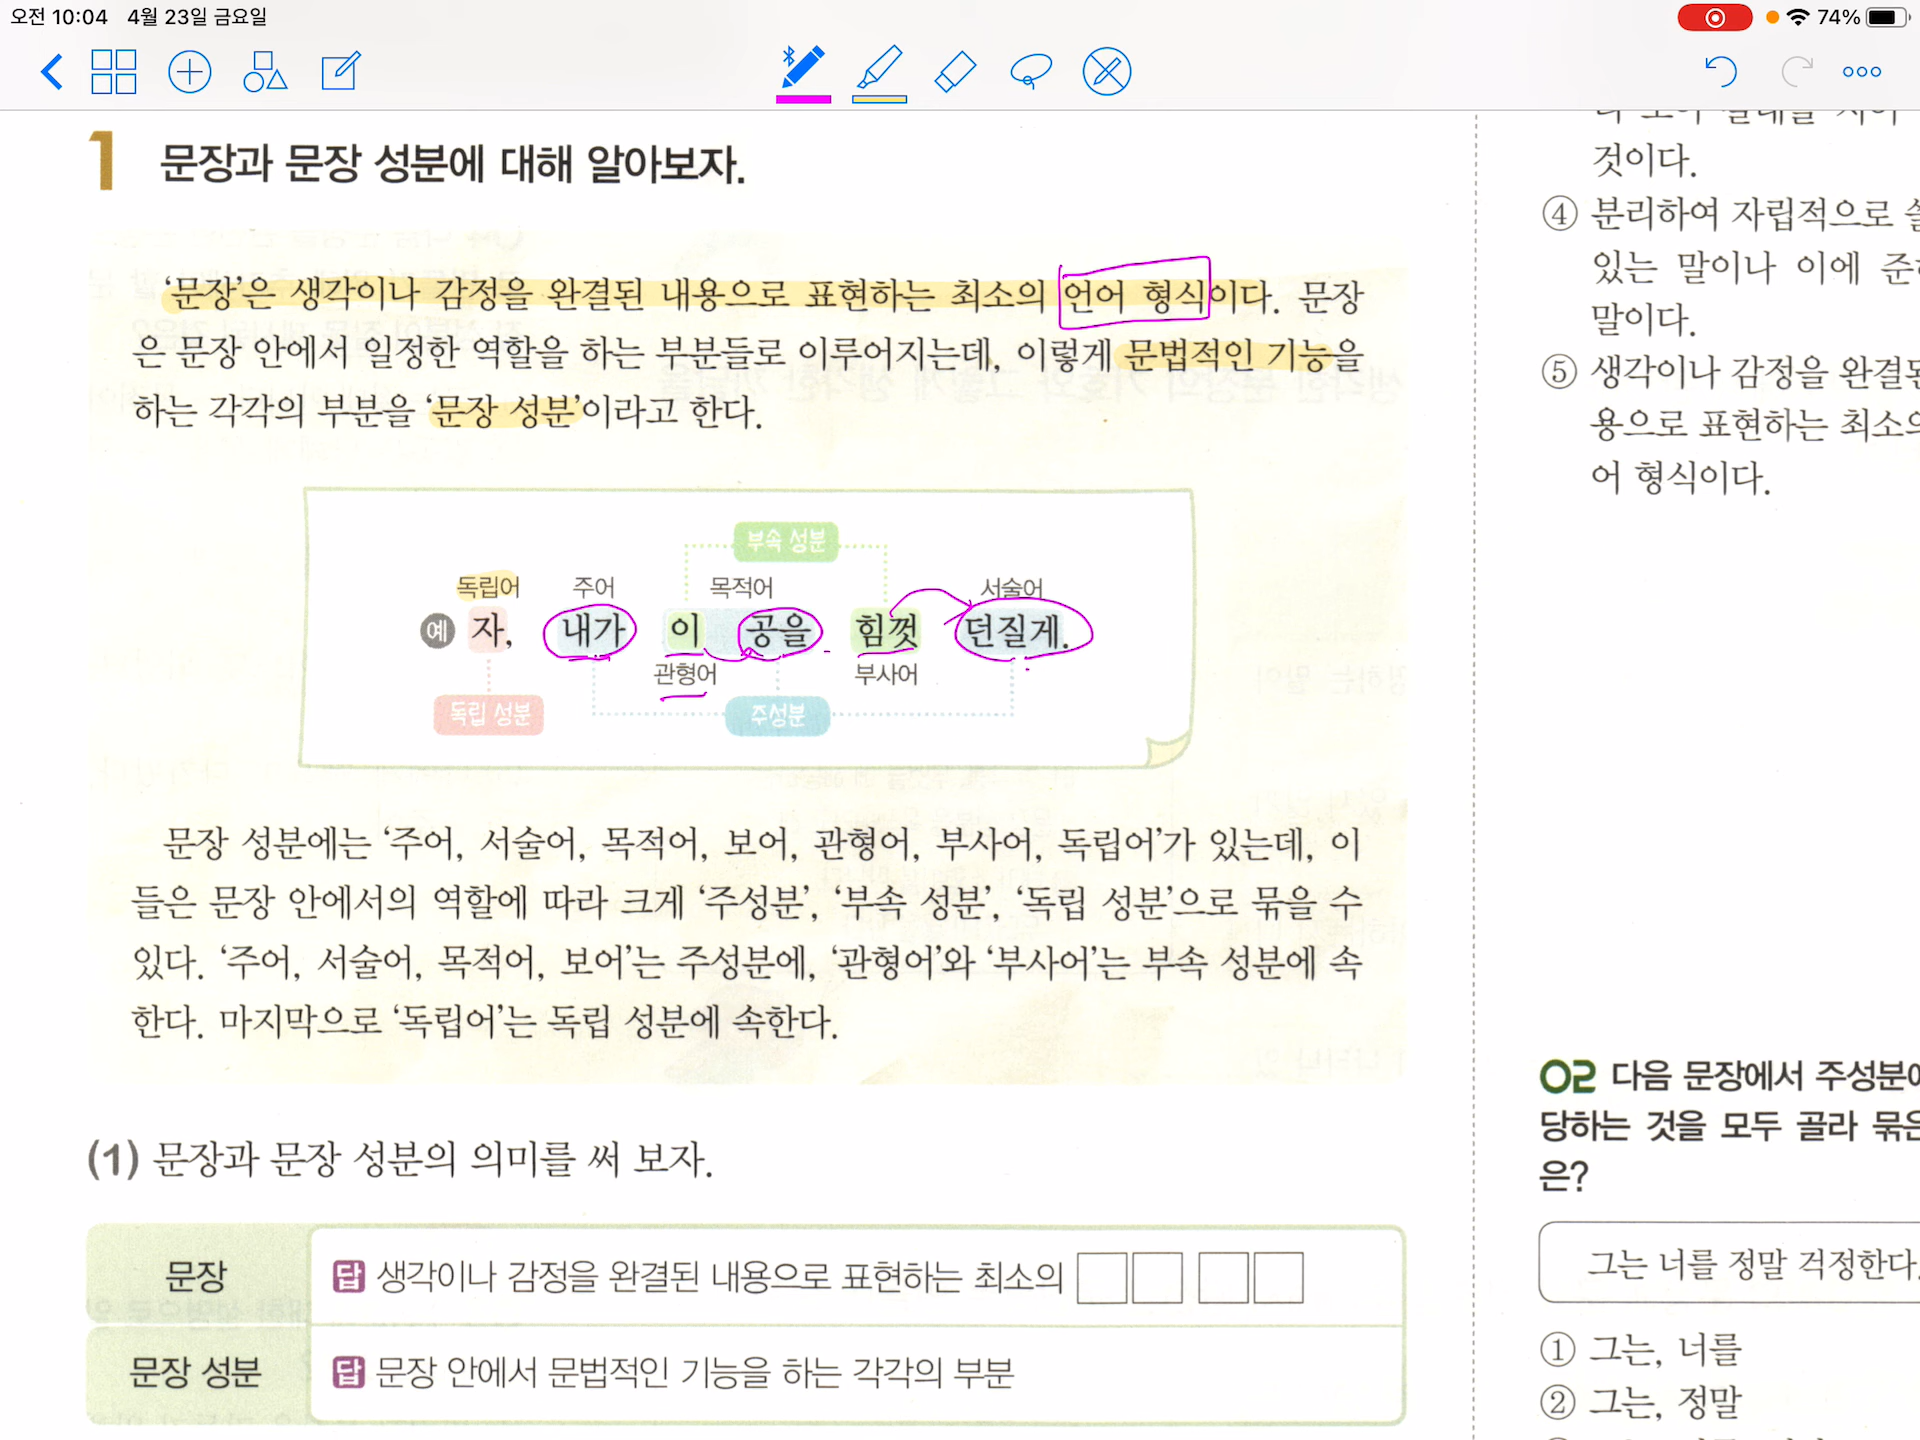 오전 10:04 4월 23일 금요일
74%
1 문장과 문장 성분에 대해 알아보자.
‘문장’은 생각이나 감정을 완결된 내용으로 표현하는 최소의 언어 형식이다. 문장
은 문장 안에서 일정한 역할을 하는 부분들로 이루어지는데, 이렇게 문법적인 기능을
하는 각각의 부분을 ‘문장 성분’이라고 한다.
부속 성분
독립어 주어 목적어 서술어
예 자, 내가 이 공을 힘껏 던질게.
관형어 부사어
독립 성분 주성분
문장 성분에는 ‘주어, 서술어, 목적어, 보어, 관형어, 부사어, 독립어’가 있는데, 이
들은 문장 안에서의 역할에 따라 크게 ‘주성분’, ‘부속 성분’, ‘독립 성분’으로 묶을 수
있다. ‘주어, 서술어, 목적어, 보어’는 주성분에, ‘관형어’와 ‘부사어’는 부속 성분에 속
한다. 마지막으로 ‘독립어’는 독립 성분에 속한다.
(1) 문장과 문장 성분의 의미를 써 보자.
문장 답 생각이나 감정을 완결된 내용으로 표현하는 최소의
문장 성분 답 문장 안에서 문법적인 기능을 하는 각각의 부분
것이다.
④ 분리하여 자립적으로
있는 말이나 이에
말이다.
⑤ 생각이나 감정을
용으로 표현하는
어 형식이다.
02 다음 문장에서
당하는 것을 모두 골라
은?
그는 너를 정말 걱정한다.
① 그는, 너를
② 그는, 정말